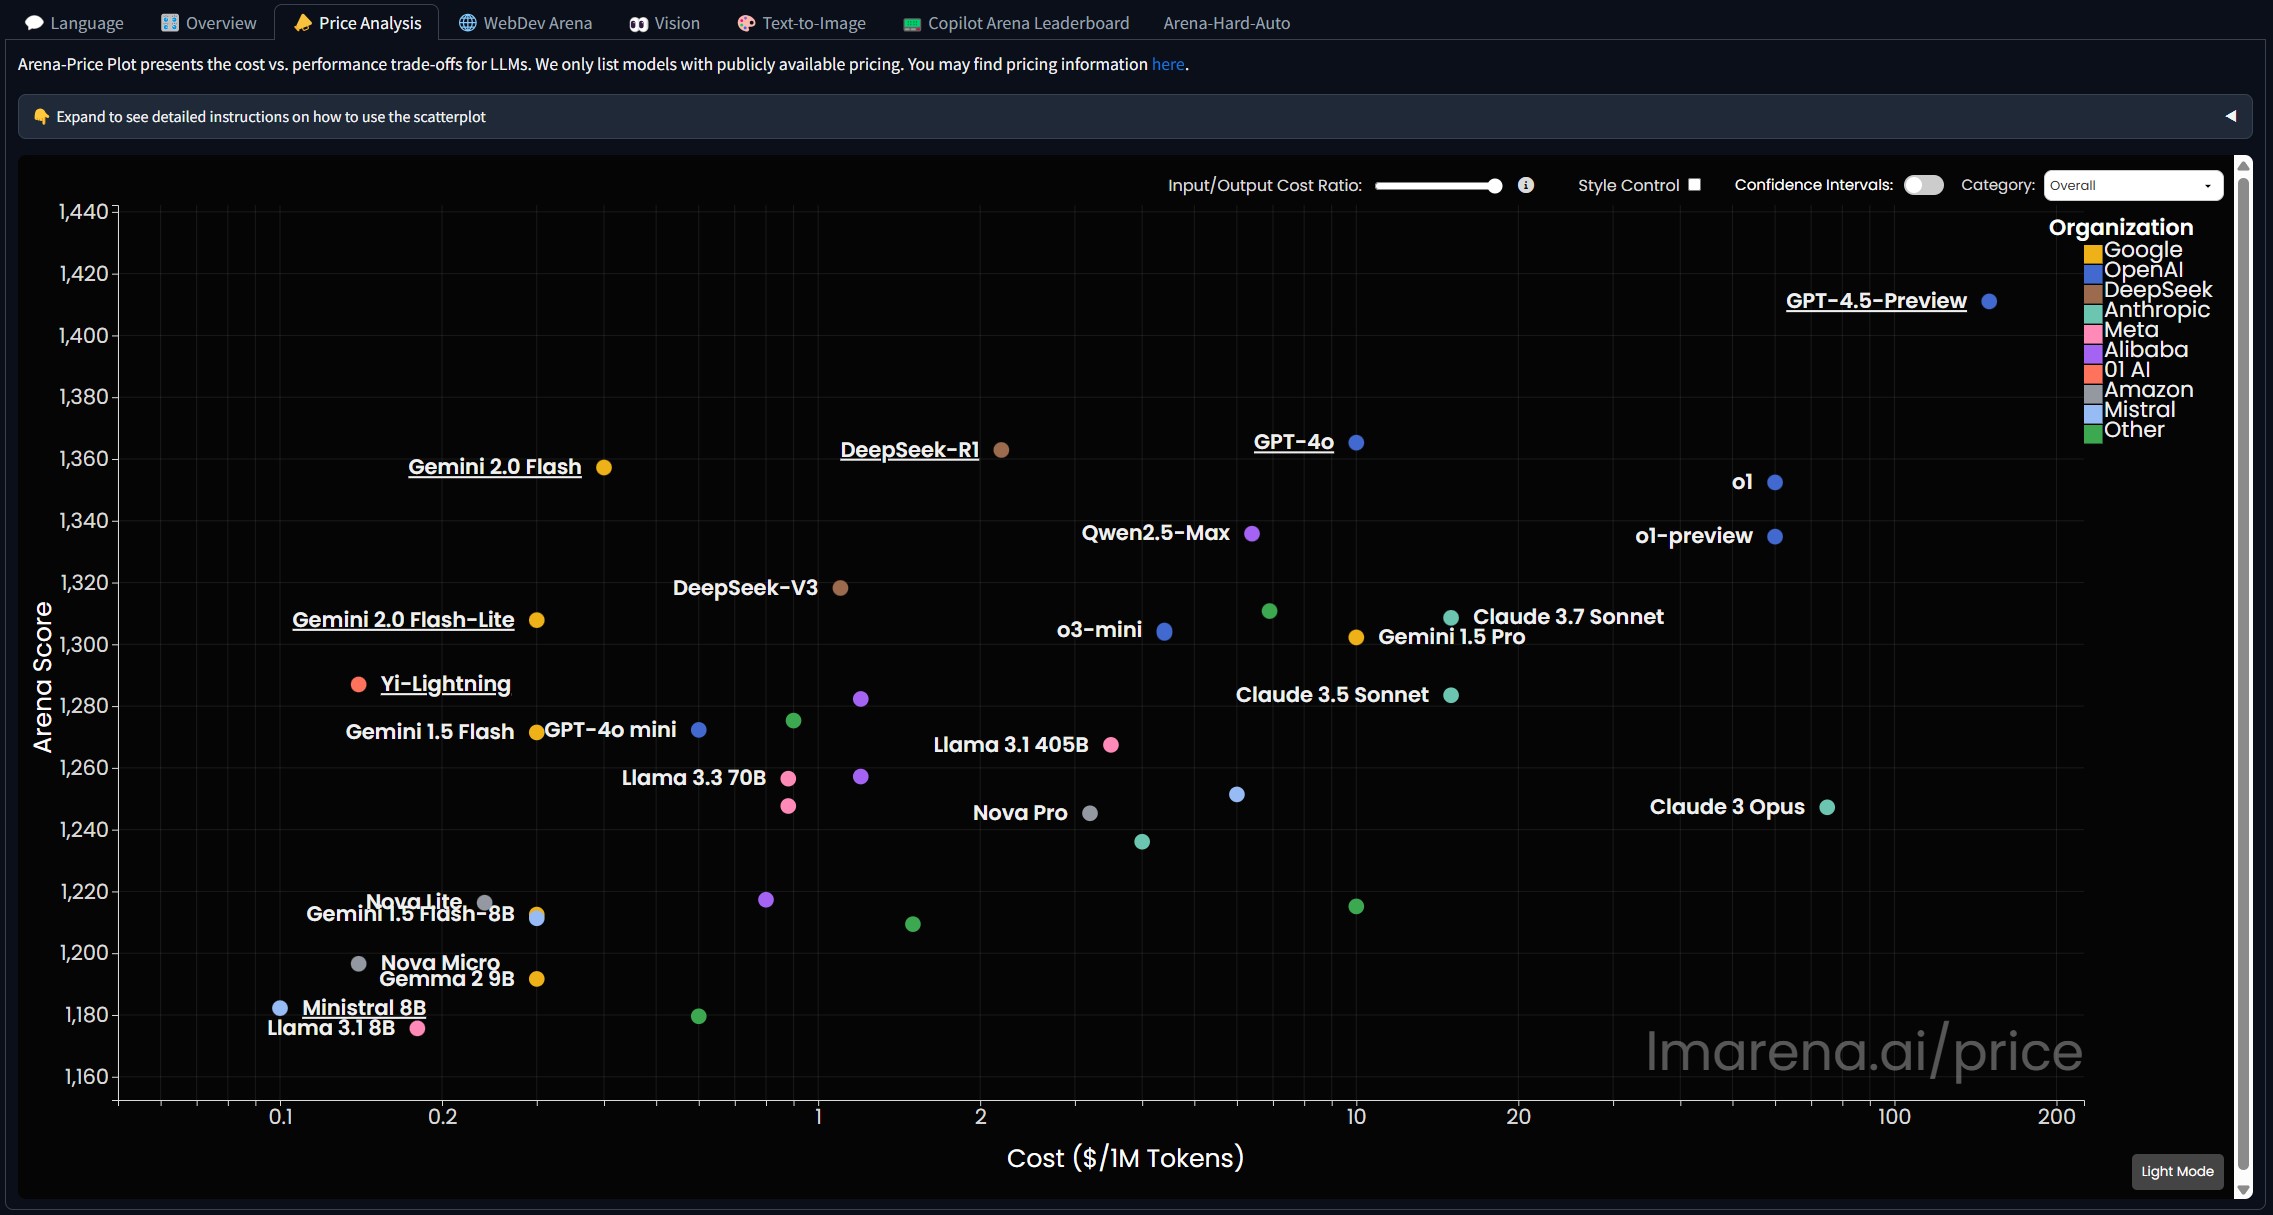 Language
Overview
Price Analysis
WebDev Arena
Vision
Text-to-Image
Copilot Arena Leaderboard
Arena-Hard-Auto
Arena-Price Plot presents the cost vs. performance trade-offs for LLMs. We only list models with publicly available pricing. You may find pricing information here.
Expand to see detailed instructions on how to use the scatterplot
Input/Output Cost Ratio:
Style Control
Confidence Intervals:
Category:
Overall
Organization
Google
OpenAI
DeepSeek
Anthropic
Meta
Alibaba
01 AI
Amazon
Mistral
Other
Arena Score
1,440
1,420
1,400
1,380
1,360
1,340
1,320
1,300
1,280
1,260
1,240
1,220
1,200
1,180
1,160
GPT-4.5-Preview
GPT-4o
DeepSeek-R1
Gemini 2.0 Flash
o1
Qwen2.5-Max
o1-preview
DeepSeek-V3
Gemini 2.0 Flash-Lite
Claude 3.7 Sonnet
o3-mini
Gemini 1.5 Pro
Yi-Lightning
Claude 3.5 Sonnet
Gemini 1.5 Flash
GPT-4o mini
Llama 3.1 405B
Llama 3.3 70B
Claude 3 Opus
Nova Pro
Nova Lite
Gemini 1.5 Flash-8B
Nova Micro
Gemma 2 9B
Ministral 8B
Llama 3.1 8B
lmarena.ai/price
0.1
0.2
1
2
10
20
100
200
Cost ($/1M Tokens)
Light Mode